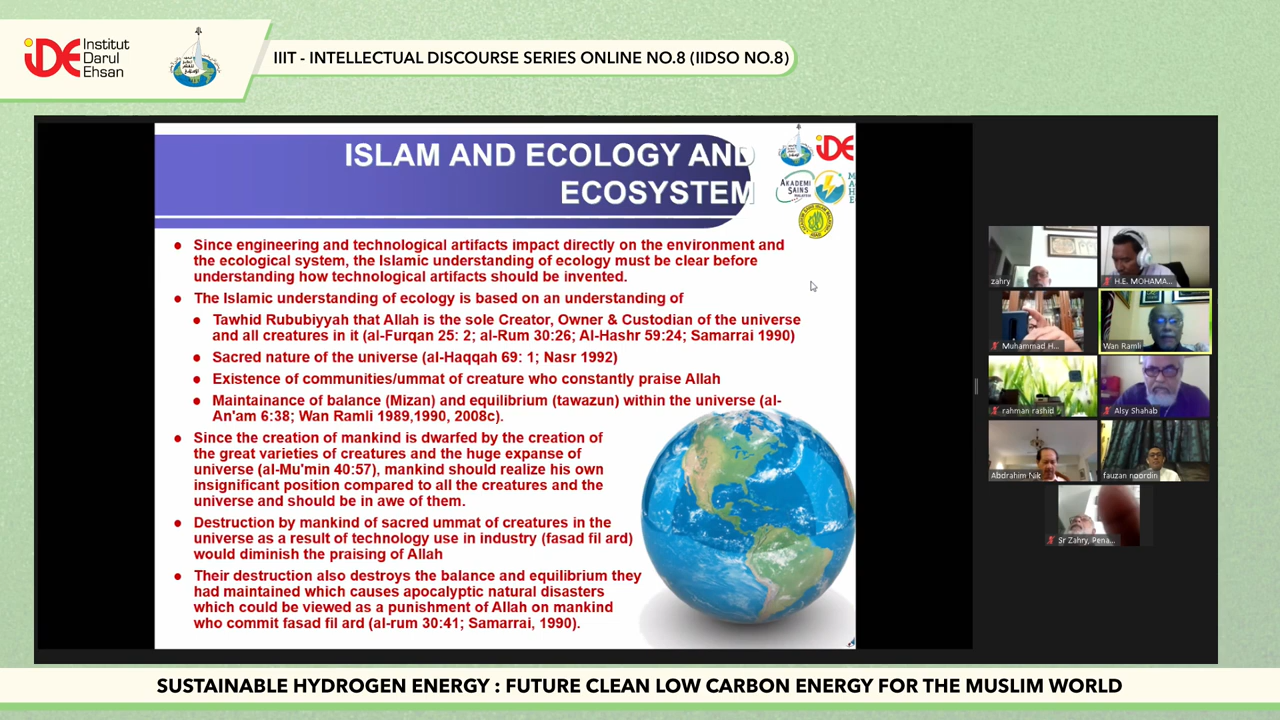 iDE Institut
Darul
Ehsan
IIIT - INTELLECTUAL DISCOURSE SERIES ONLINE NO.8 (IIDSO NO.8)
ISLAM AND ECOLOGY AND
ECOSYSTEM
iDE
AKADEMI
SAINS
• Since engineering and technological artifacts impact directly on the environment and
the ecological system, the Islamic understanding of ecology must be clear before
understanding how technological artifacts should be invented.
• The Islamic understanding of ecology is based on an understanding of
• Tawhid Rububiyyah that Allah is the sole Creator, Owner & Custodian of the universe
and all creatures in it (al-Furqan 25: 2; al-Rum 30:26; Al-Hashr 59:24; Samarrai 1990)
• Sacred nature of the universe (al-Haqqah 69: 1; Nasr 1992)
• Existence of communities/ummat of creature who constantly praise Allah
• Maintainance of balance (Mizan) and equilibrium (tawazun) within the universe (al-
An'am 6:38; Wan Ramli 1989,1990, 2008c).
• Since the creation of mankind is dwarfed by the creation of
the great varieties of creatures and the huge expanse of
universe (al-Mu'min 40:57), mankind should realize his own
insignificant position compared to all the creatures and the
universe and should be in awe of them.
• Destruction by mankind of sacred ummat of creatures in the
universe as a result of technology use in industry (fasad fil ard)
would diminish the praising of Allah
• Their destruction also destroys the balance and equilibrium they
had maintained which causes apocalyptic natural disasters
which could be viewed as a punishment of Allah on mankind
who commit fasad fil ard (al-rum 30:41; Samarrai, 1990).
zahry
H.E. MOHAMA...
Muhammad H...
Wan Ramli
rahman rashid
Alsy Shahab
Abdrahim Nik
fauzan noordin
Sr Zahry, Pena...
SUSTAINABLE HYDROGEN ENERGY : FUTURE CLEAN LOW CARBON ENERGY FOR THE MUSLIM WORLD